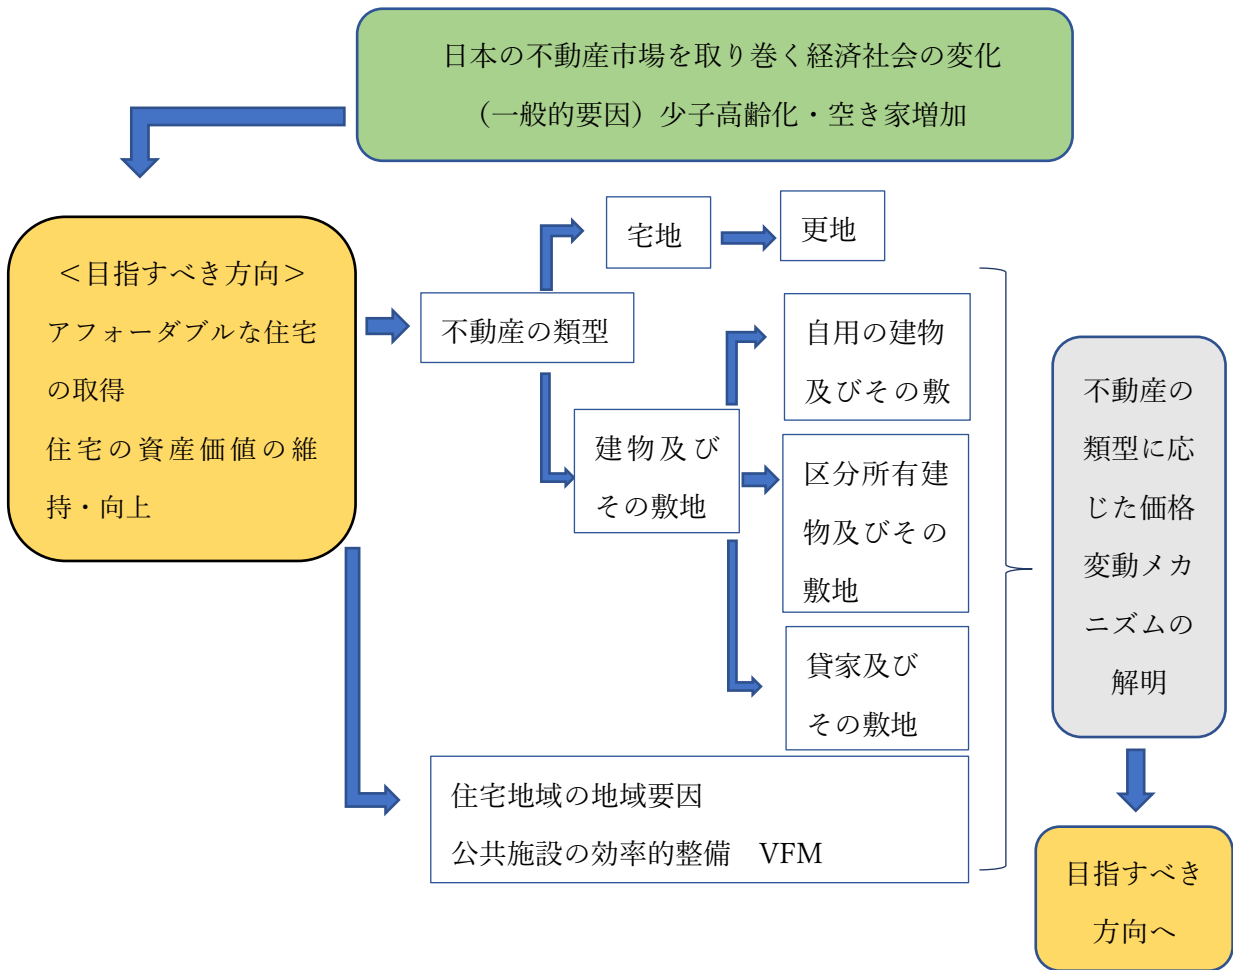 日本の不動産市場を取り巻く経済社会の変化
（一般的要因）少子高齢化・空き家増加
＜目指すべき方向＞
アフォーダブルな住宅
の取得
住宅の資産価値の維
持・向上
不動産の類型
宅地
更地
建物及び
その敷地
自用の建物
及びその敷
区分所有建
物及びその
敷地
貸家及び
その敷地
住宅地域の地域要因
公共施設の効率的整備　VFM
不動産の
類型に応
じた価格
変動メカ
ニズムの
解明
目指すべき
方向へ